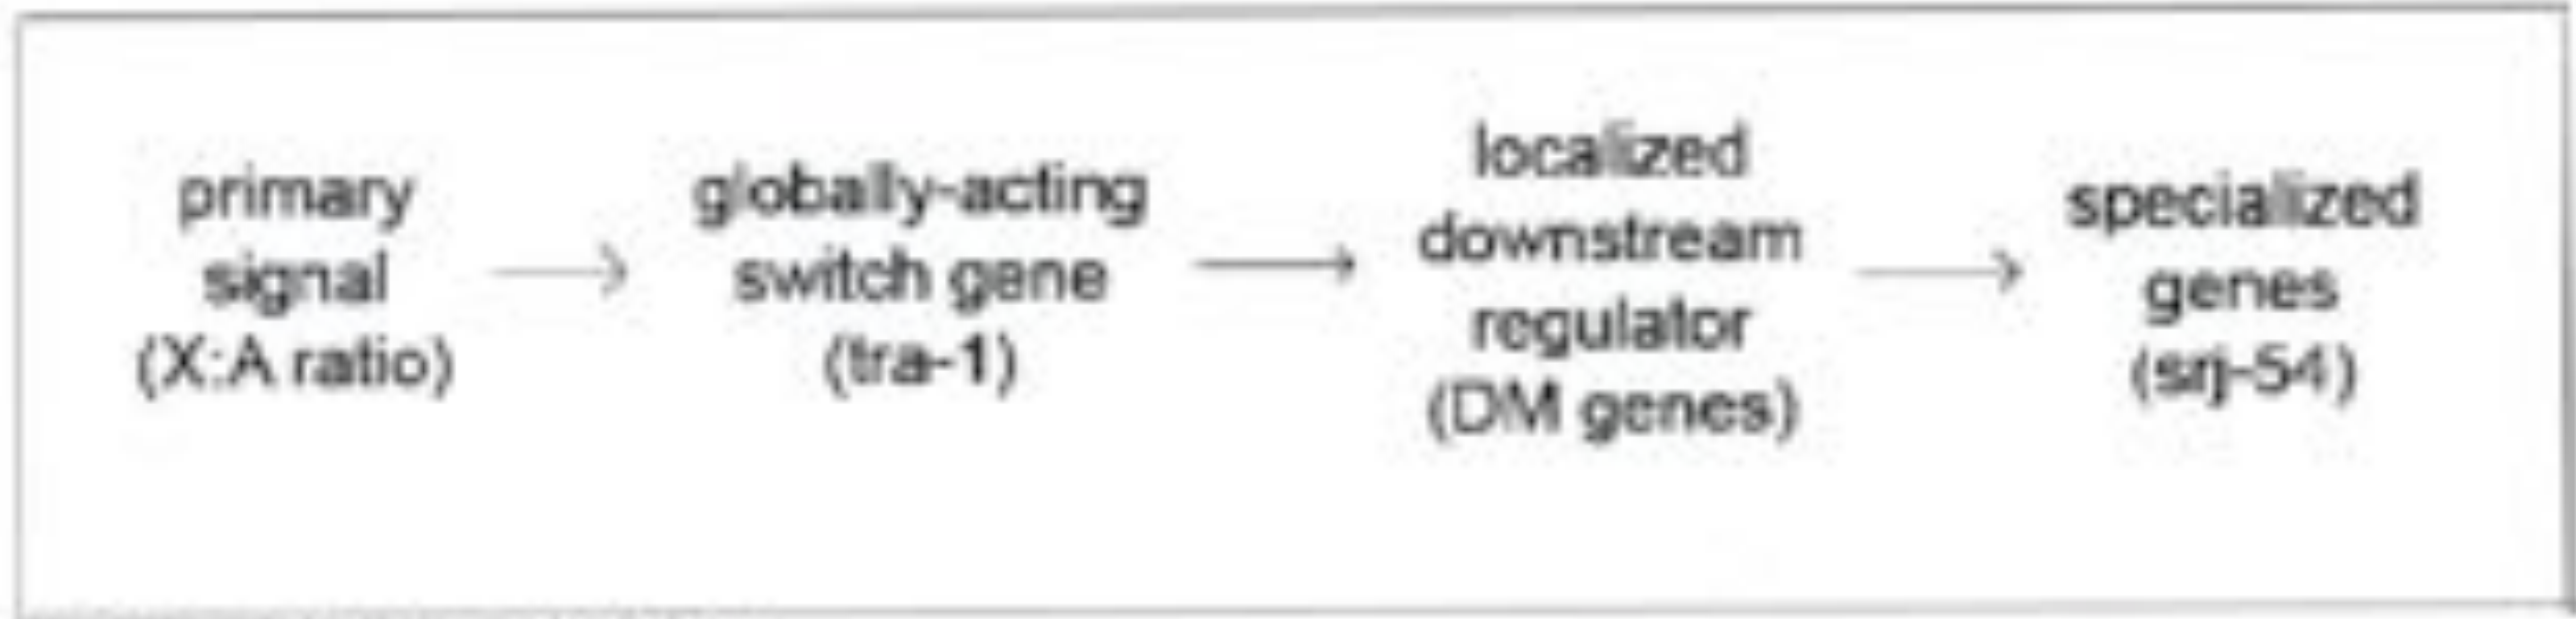 primary
signal
(X:A ratio)
globally-acting
switch gene
(tra-1)
localized
downstream
regulator
(DM genes)
specialized
genes
(srj-54)